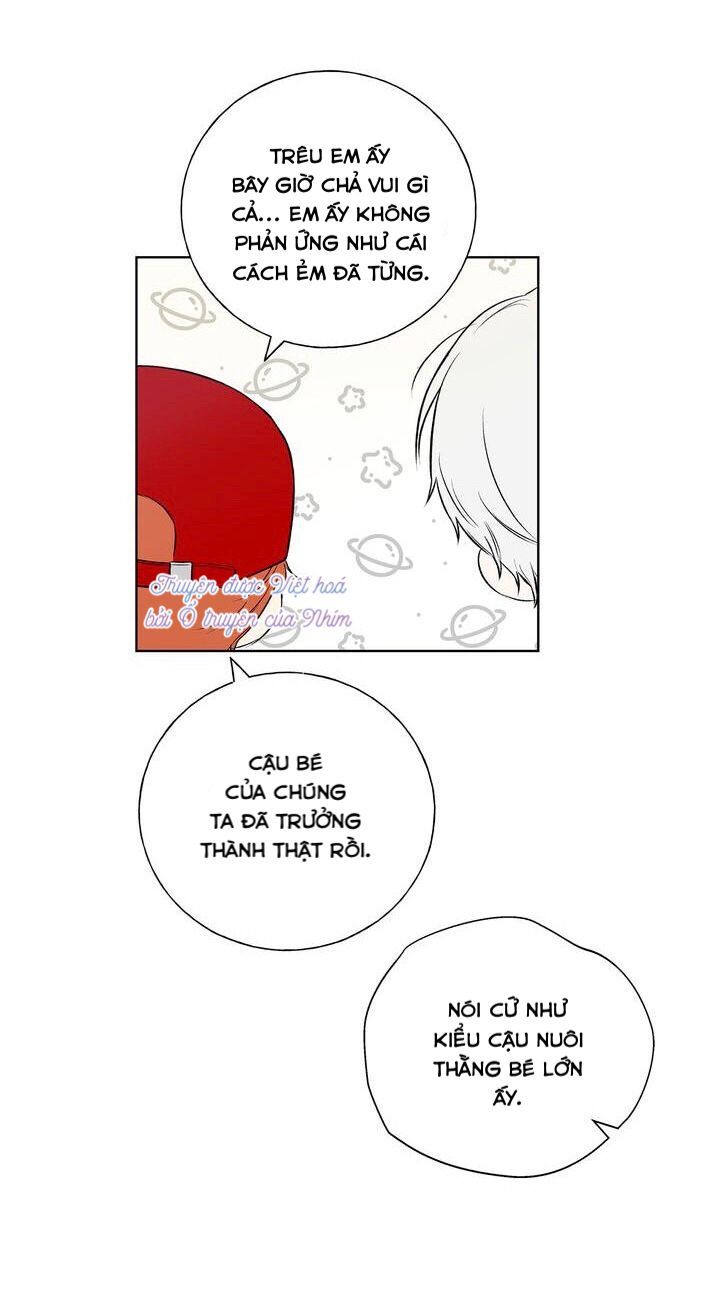 TRÊU EM ẤY
BÂY GIỜ CHẢ VUI GÌ
CẢ... EM ẤY KHÔNG
PHẢN ỨNG NHƯ CÁI
CÁCH ẺM ĐÃ TỪNG.
Truyện được Việt hoá
bởi Ổ truyện của Nhím
CẬU BÉ
CỦA CHÚNG
TA ĐÃ TRƯỞNG
THÀNH THẬT RỒI.
NÓI CỨ NHƯ
KIỂU CẬU NUÔI
THẰNG BÉ LỚN
ẤY.